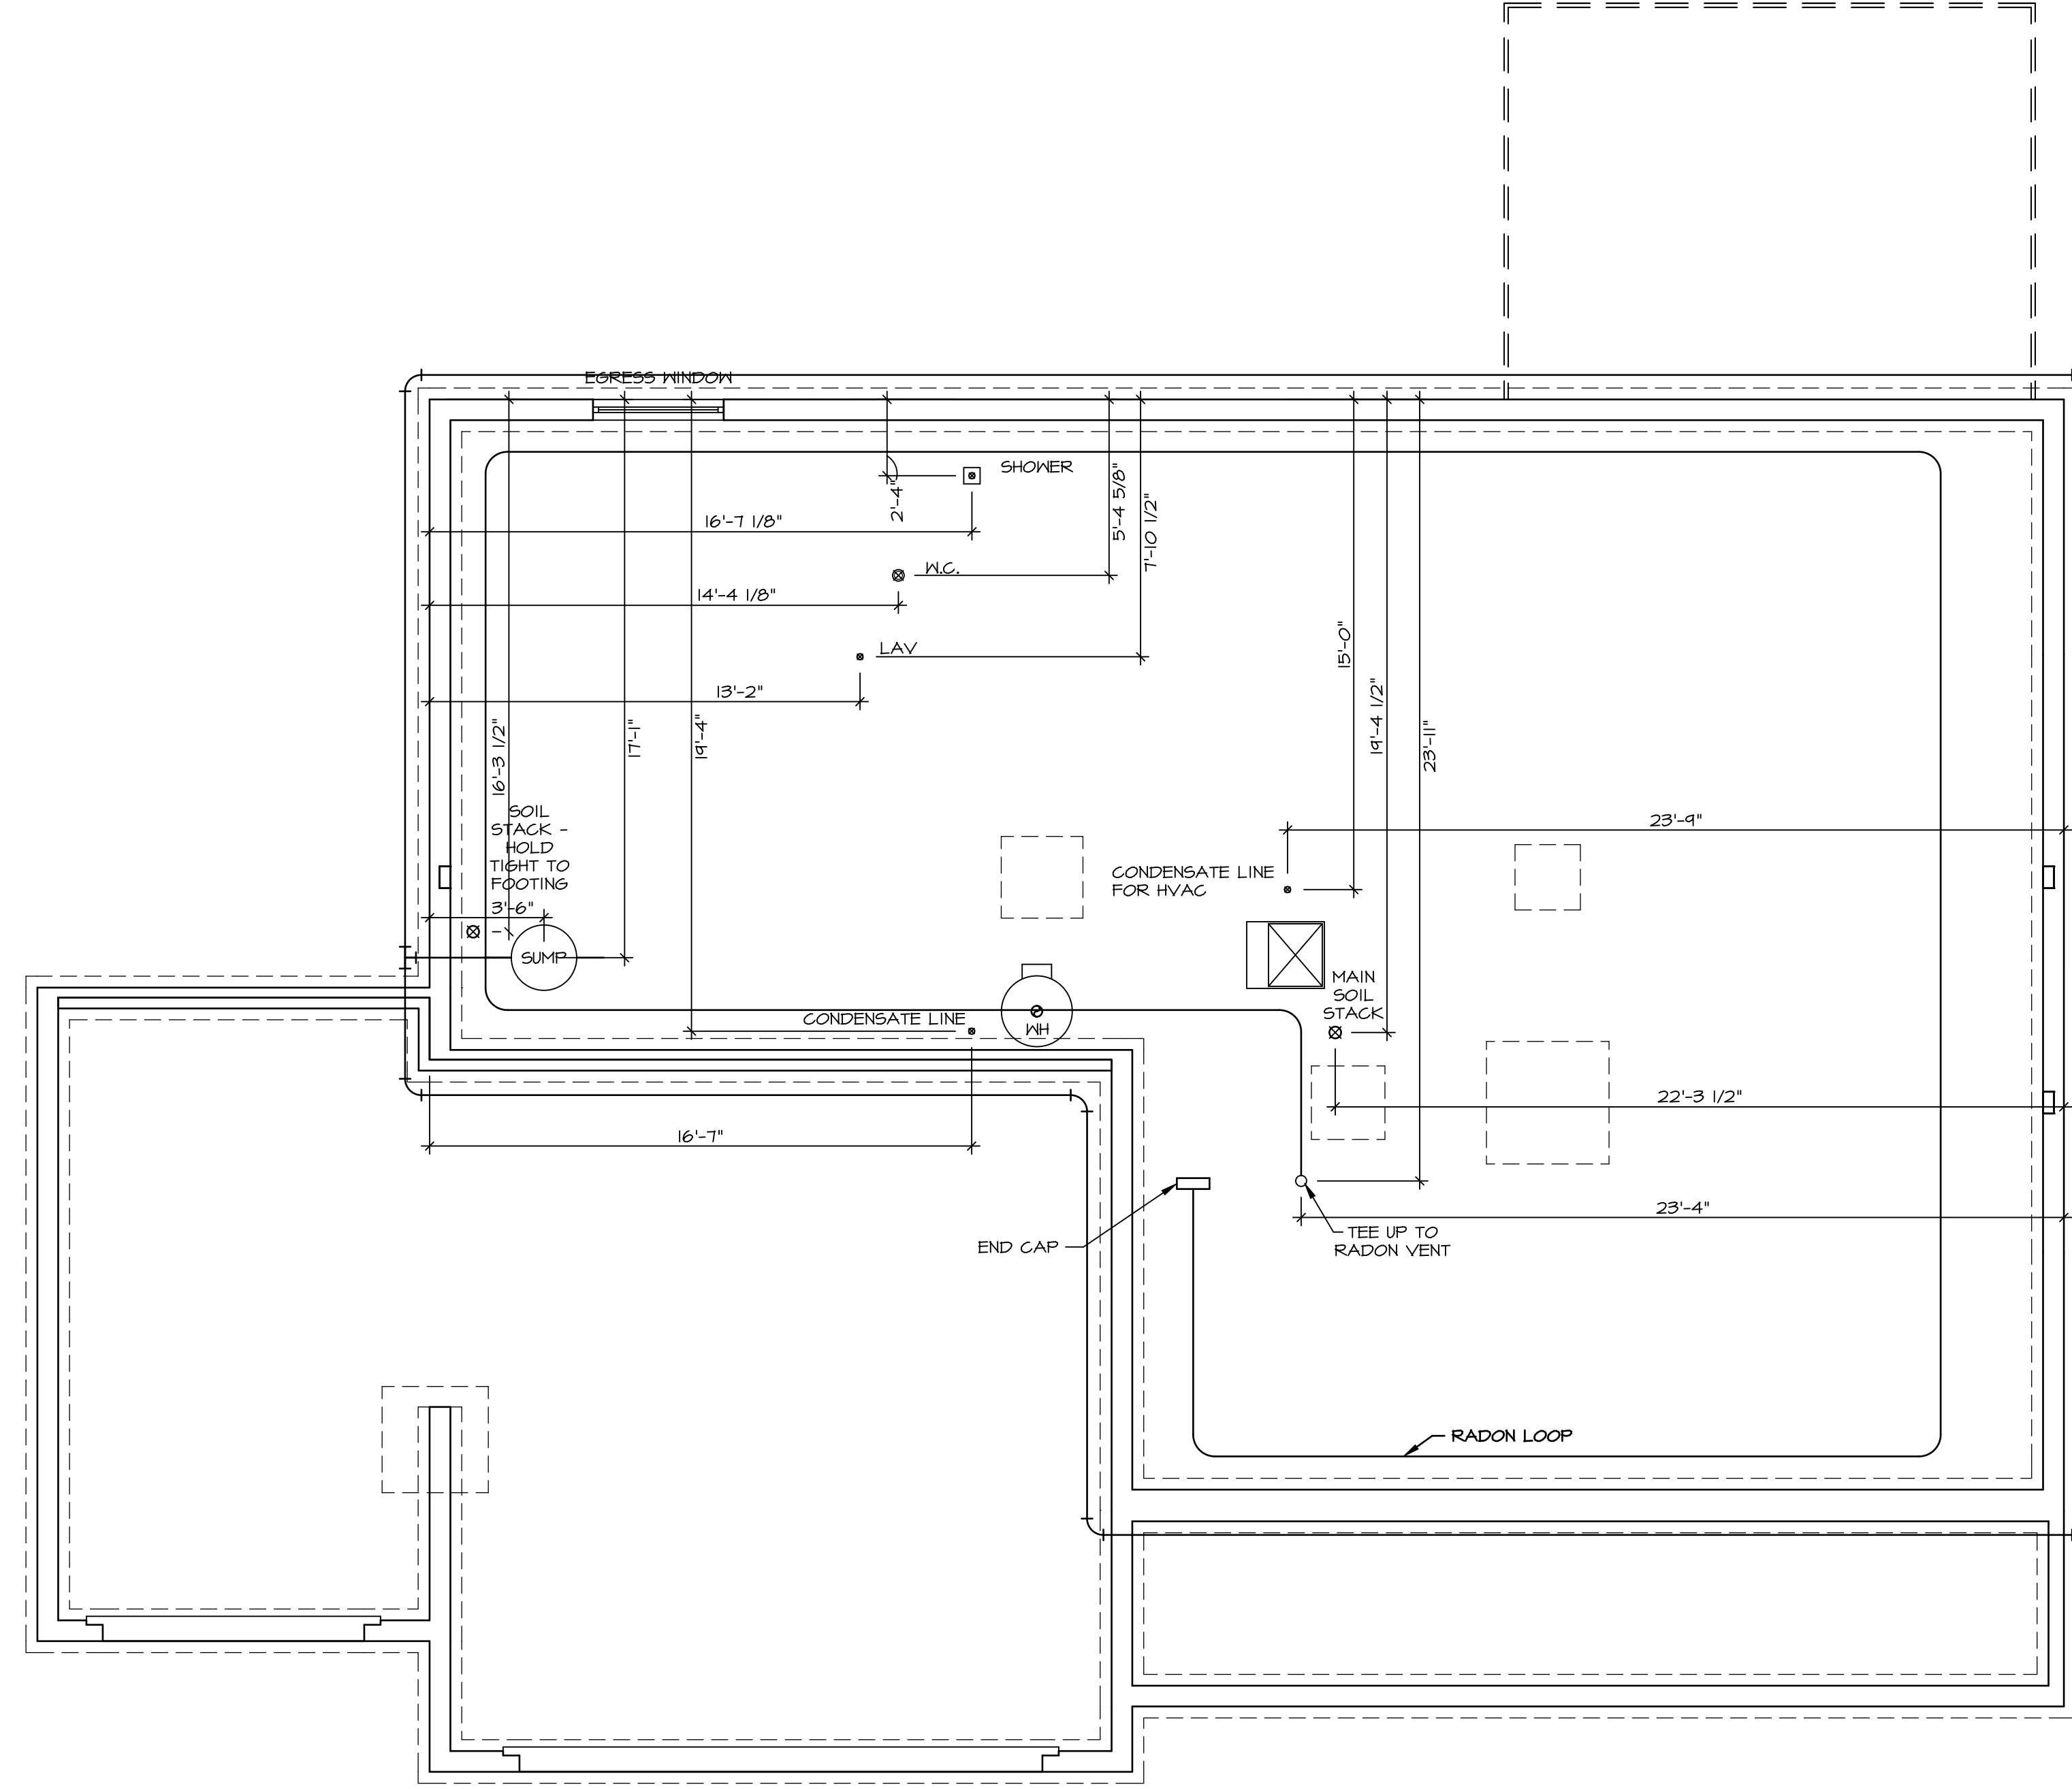 EGRESS WINDOW
SHOWER
2'-4"
5'-4 5/8"
7'-10 1/2"
16'-7 1/8"
W.C.
14'-4 1/8"
LAV
13'-2"
15'-0"
19'-4 1/2"
23'-11"
16'-3 1/2"
17'-1"
19'-4"
SOIL
STACK -
HOLD
TIGHT TO
FOOTING
3'-6"
SUMP
23'-9"
CONDENSATE LINE
FOR HVAC
MAIN
SOIL
STACK
CONDENSATE LINE
WH
22'-3 1/2"
16'-7"
23'-4"
END CAP
TEE UP TO
RADON VENT
RADON LOOP